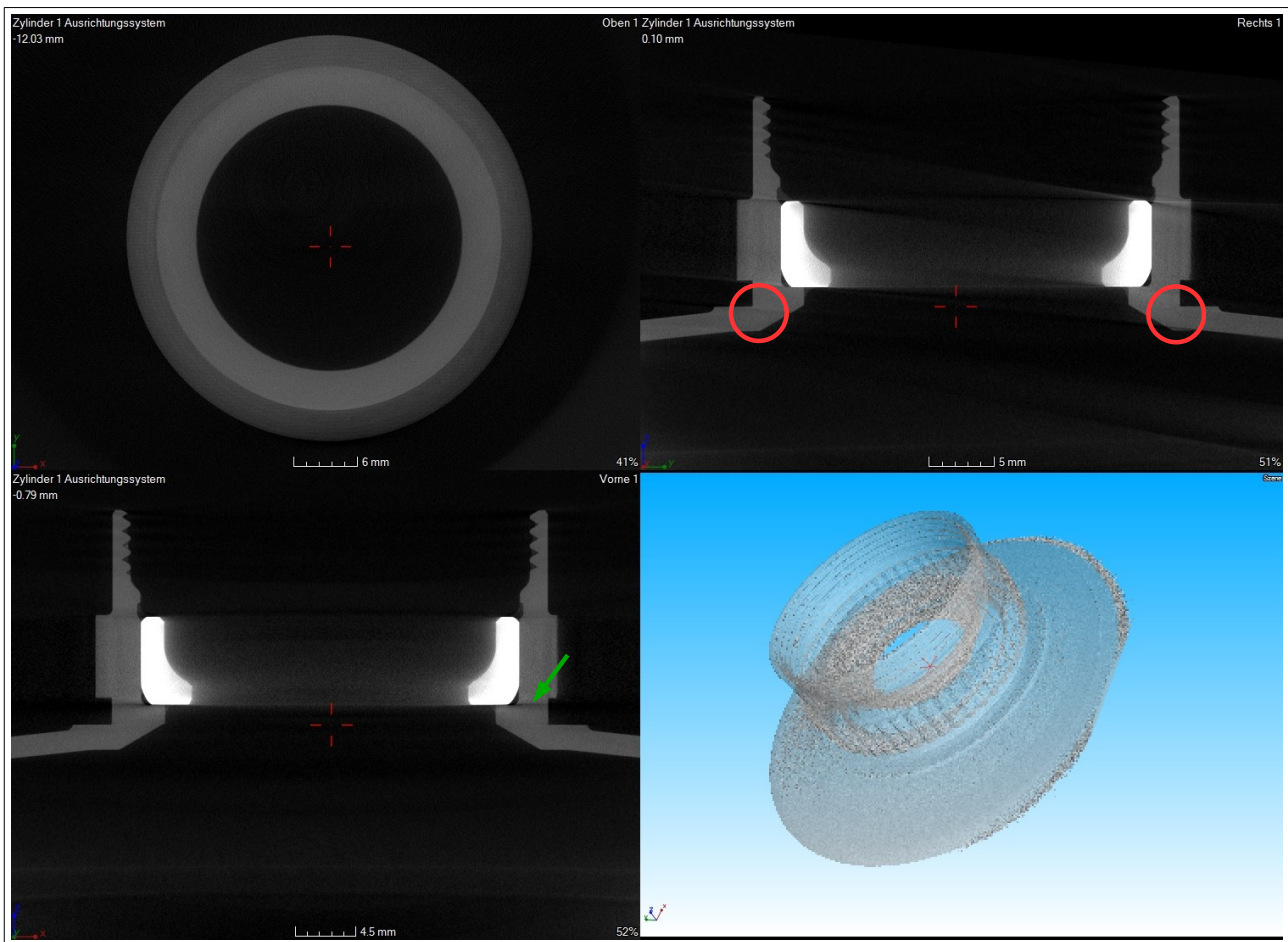 Zylinder 1 Ausrichtungssystem
Oben 1
-12.03 mm
6 mm
41%
Zylinder 1 Ausrichtungssystem
Rechts 1
0.10 mm
5 mm
51%
Zylinder 1 Ausrichtungssystem
Vorne 1
-0.79 mm
4.5 mm
52%
Szene